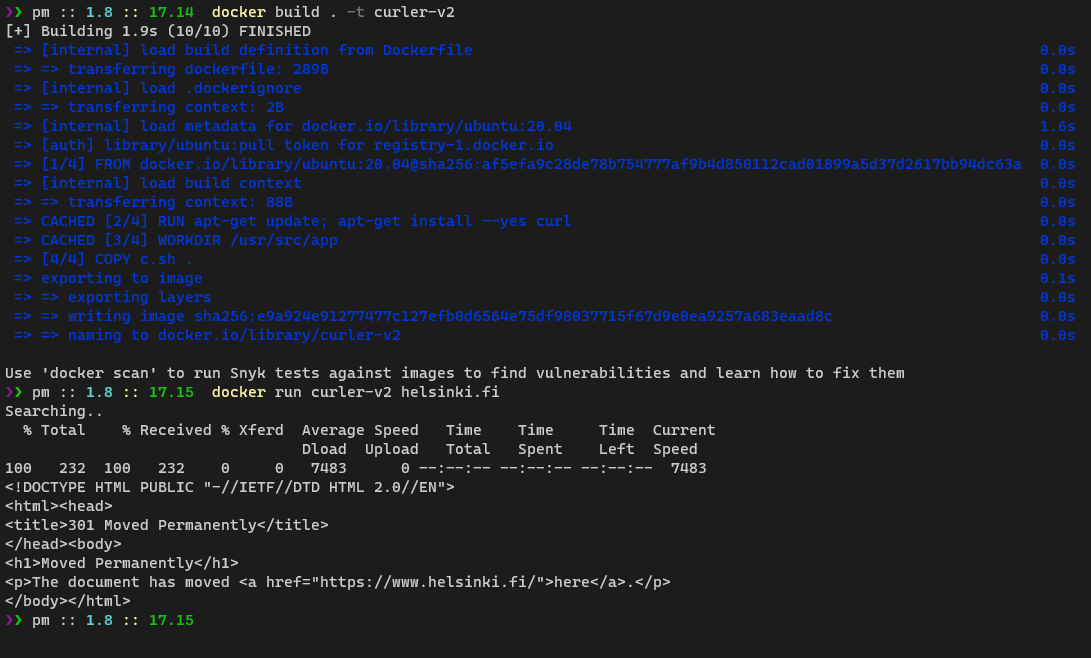 ❯❯ pm :: 1.8 :: 17.14  docker build . -t curler-v2
[+] Building 1.9s (10/10) FINISHED
=> [internal] load build definition from Dockerfile 0.0s
=> => transferring dockerfile: 289B 0.0s
=> [internal] load .dockerignore 0.0s
=> => transferring context: 2B 0.0s
=> [internal] load metadata for docker.io/library/ubuntu:20.04 1.6s
=> [auth] library/ubuntu:pull token for registry-1.docker.io 0.0s
=> [1/4] FROM docker.io/library/ubuntu:20.04@sha256:af5efa9c28de78b754777af9b4d850112cad01899a5d37d2617bb94dc63a 0.0s
=> [internal] load build context 0.0s
=> => transferring context: 88B 0.0s
=> CACHED [2/4] RUN apt-get update; apt-get install --yes curl 0.0s
=> CACHED [3/4] WORKDIR /usr/src/app 0.0s
=> [4/4] COPY c.sh . 0.0s
=> exporting to image 0.1s
=> => exporting layers 0.0s
=> => writing image sha256:e9a924e91277477c127efb0d6564e75df98037715f67d9e0ea9257a683eaad8c 0.0s
=> => naming to docker.io/library/curler-v2 0.0s
Use 'docker scan' to run Snyk tests against images to find vulnerabilities and learn how to fix them
❯❯ pm :: 1.8 :: 17.15  docker run curler-v2 helsinki.fi
Searching..
% Total    % Received % Xferd  Average Speed   Time    Time     Time  Current
Dload  Upload   Total   Spent    Left  Speed
100   232  100   232    0     0   7483      0 --:--:-- --:--:-- --:--:--  7483
<!DOCTYPE HTML PUBLIC "-//IETF//DTD HTML 2.0//EN">
<html><head>
<title>301 Moved Permanently</title>
</head><body>
<h1>Moved Permanently</h1>
<p>The document has moved <a href="https://www.helsinki.fi/">here</a>.</p>
</body></html>
❯❯ pm :: 1.8 :: 17.15